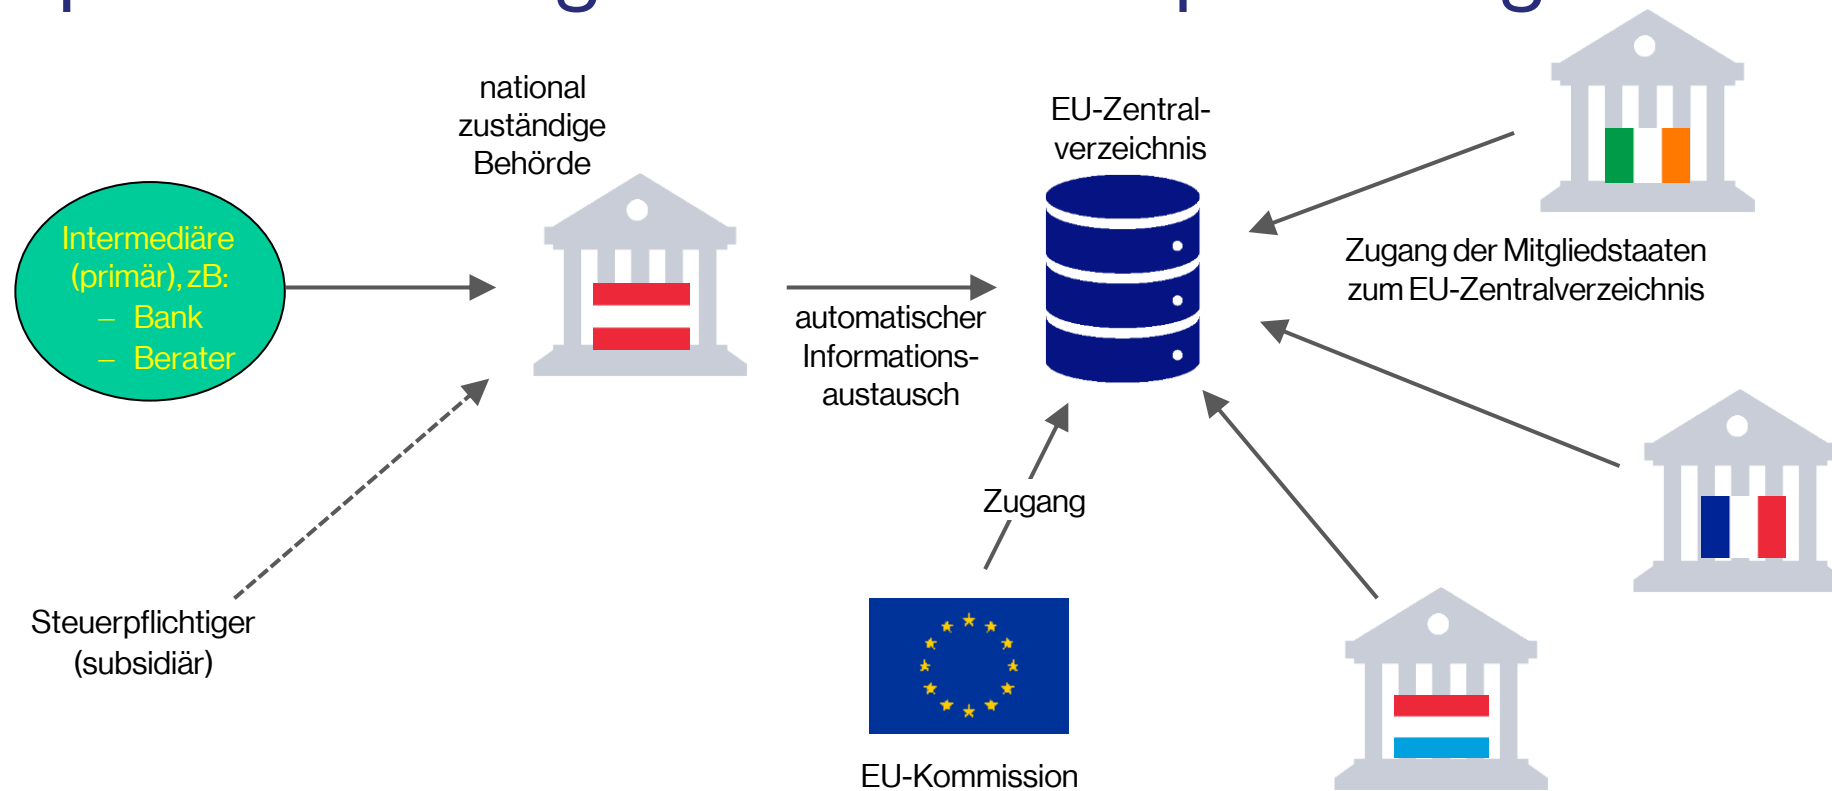 national
zuständige
Behörde
EU-Zentral-
verzeichnis
Intermediäre
(primär), zB:
– Bank
– Berater
automatischer
Informations-
austausch
Zugang der Mitgliedstaaten
zum EU-Zentralverzeichnis
Zugang
Steuerpflichtiger
(subsidiär)
EU-Kommission